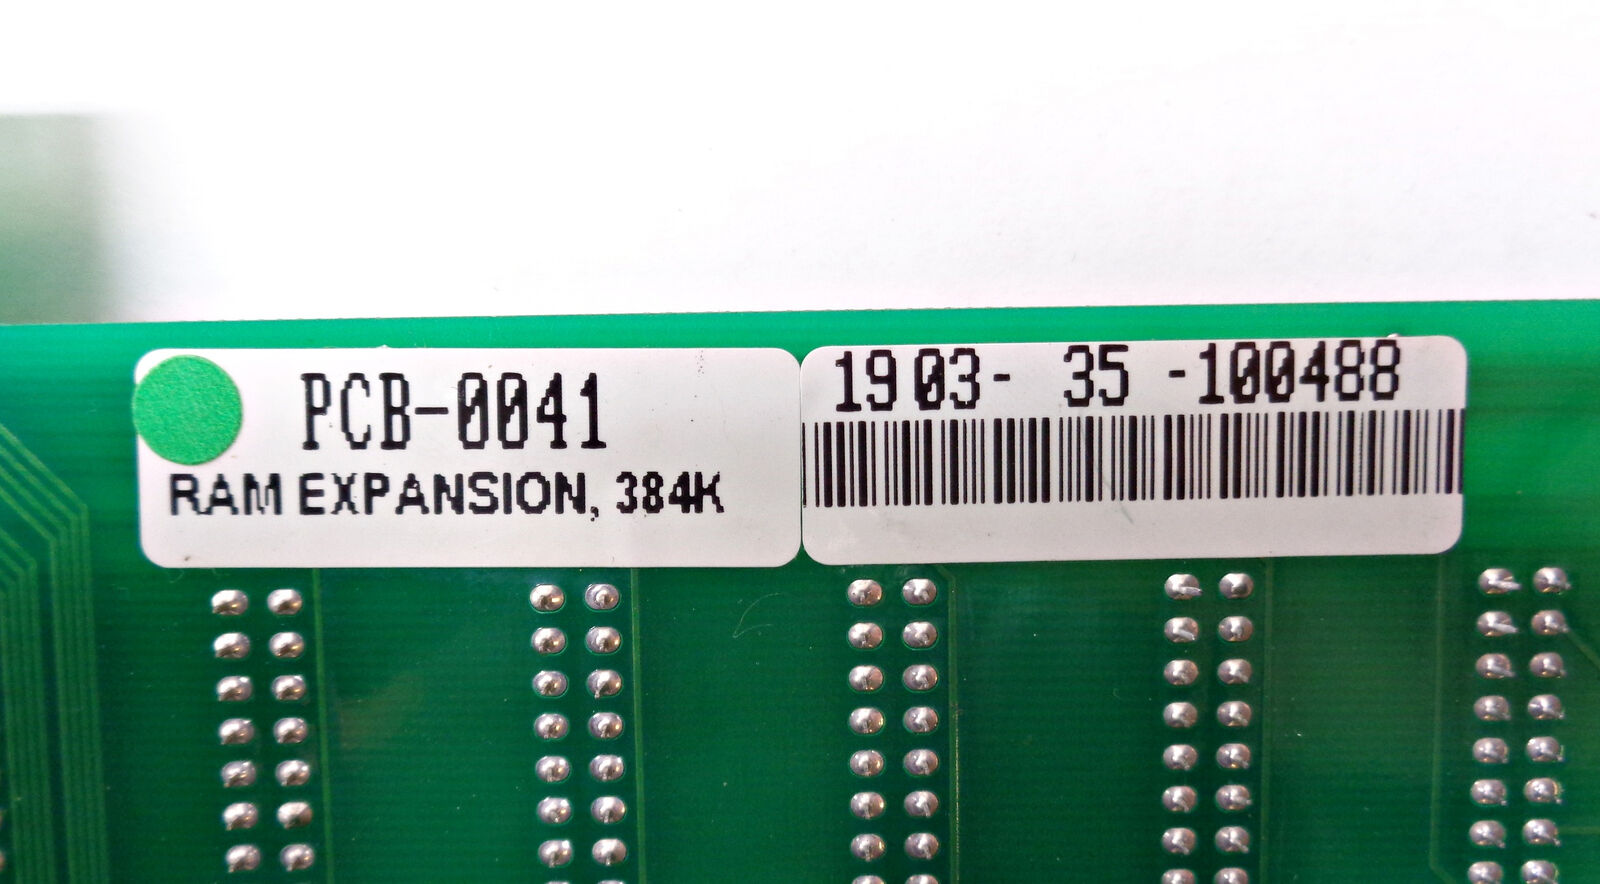 PCB-0041
RAM EXPANSION, 384K
1903- 35 -100488